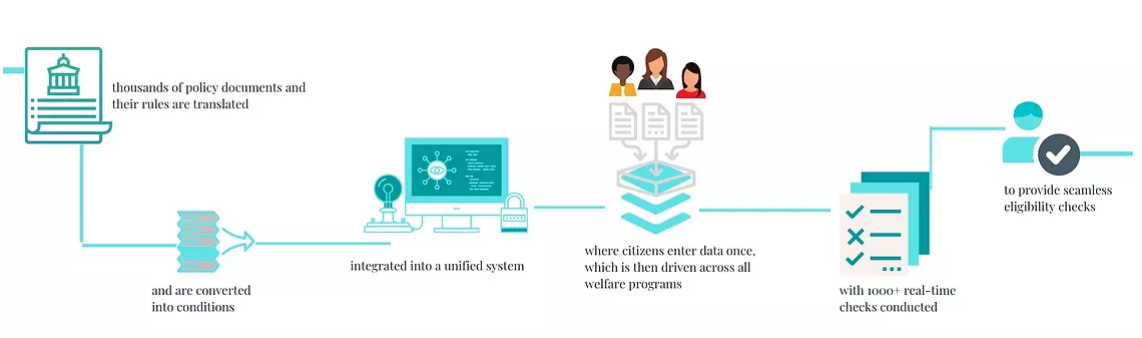 thousands of policy documents and
their rules are translated
and are converted
into conditions
integrated into a unified system
where citizens enter data once,
which is then driven across all
welfare programs
with 1000+ real-time
checks conducted
to provide seamless
eligibility checks